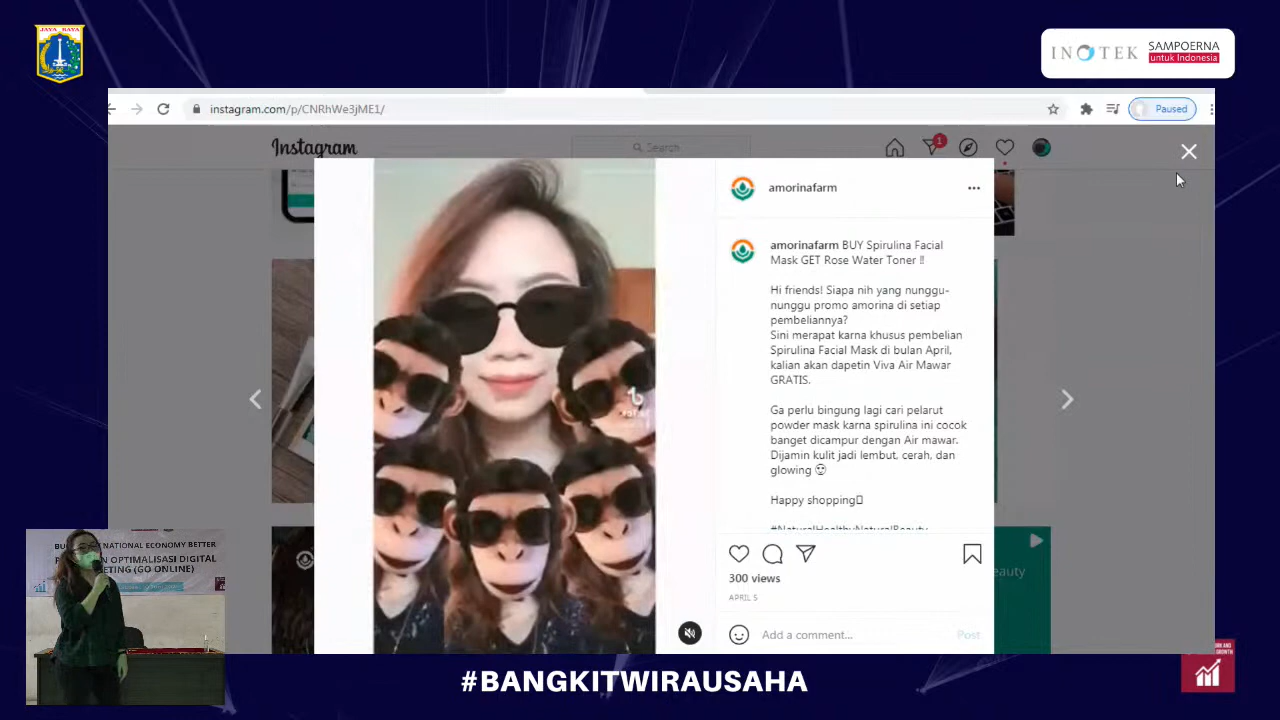 JAYA RAYA
INOTEK
SAMPOERNA
untuk Indonesia
instagram.com/p/CNRhWe3jME1/
Paused
Instagram
Search
1
amorinafarm
amorinafarm BUY Spirulina Facial
Mask GET Rose Water Toner !!
Hi friends! Siapa nih yang nunggu-
nunggu promo amorina di setiap
pembeliannya?
Sini merapat karna khusus pembelian
Spirulina Facial Mask di bulan April,
kalian akan dapetin Viva Air Mawar
GRATIS.
Ga perlu bingung lagi cari pelarut
powder mask karna spirulina ini cocok
banget dicampur dengan Air mawar.
Dijamin kulit jadi lembut, cerah, dan
glowing
Happy shopping
#NaturalHealthyNaturalBeauty
300 views
APRIL 5
Add a comment...
Post
eauty
NATIONAL ECONOMY BETTER
OPTIMALISASI DIGITAL
ETING (GO ONLINE)
#BANGKITWIRAUSAHA